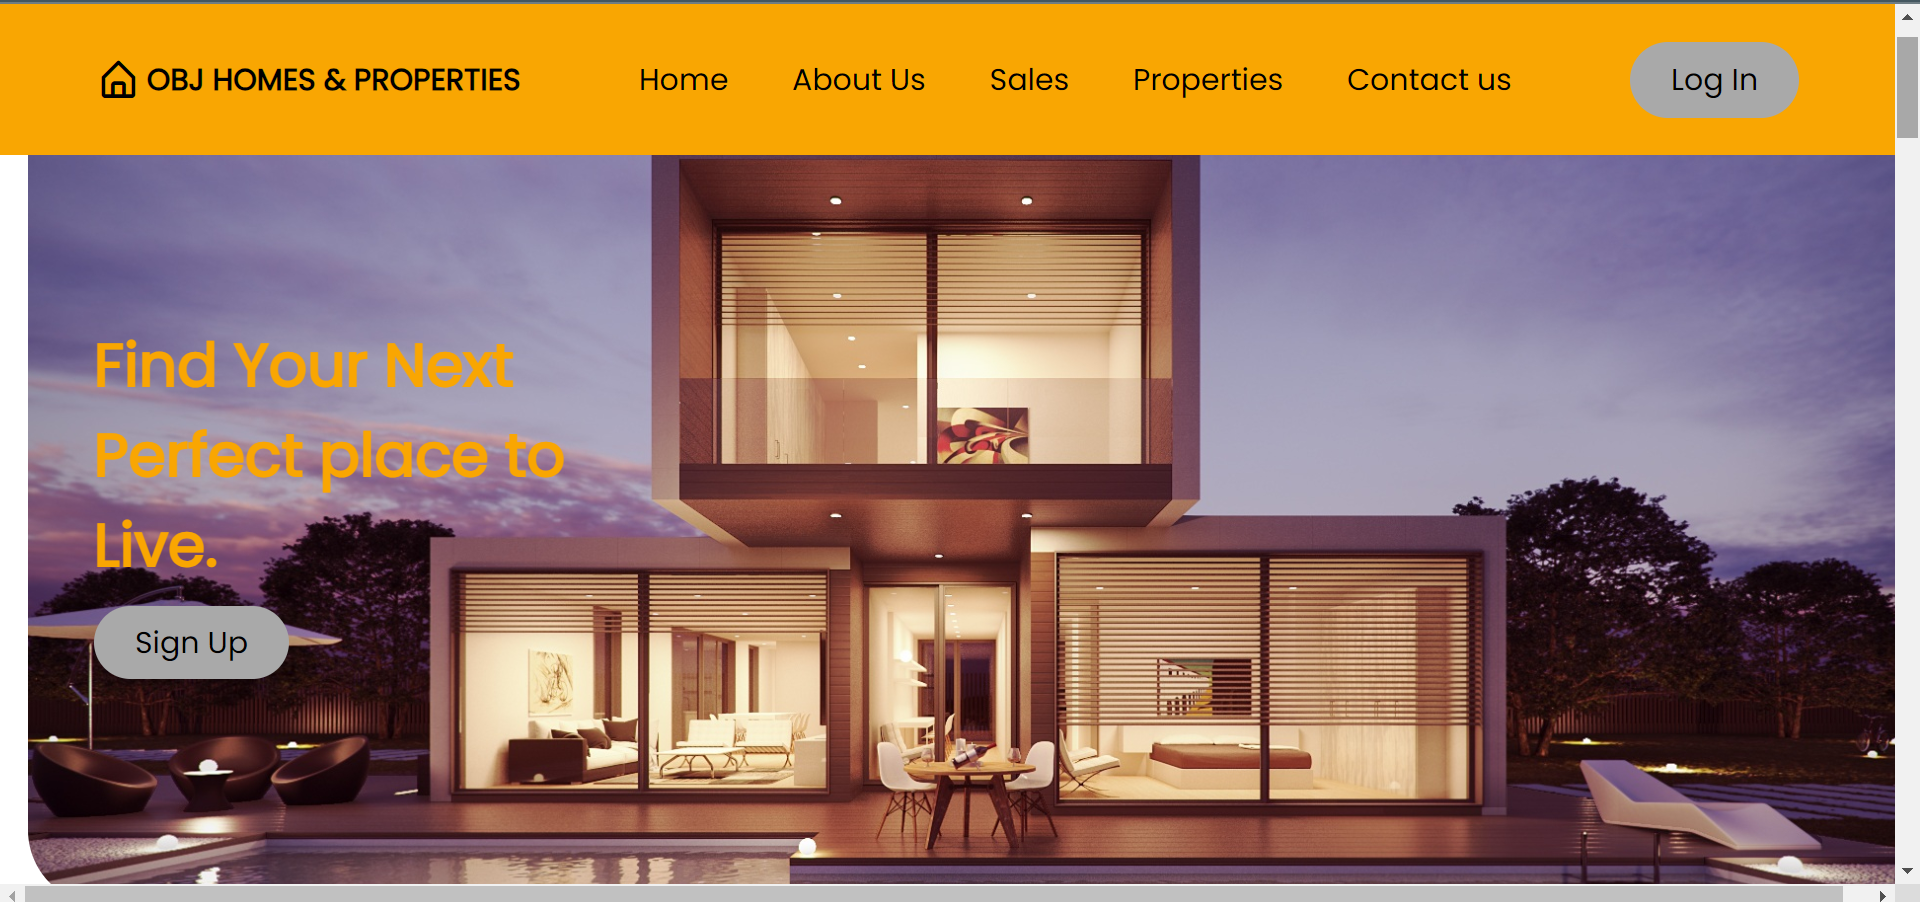 OBJ HOMES & PROPERTIES
Home
About Us
Sales
Properties
Contact us
Log In
Find Your Next
Perfect place to
Live.
Sign Up